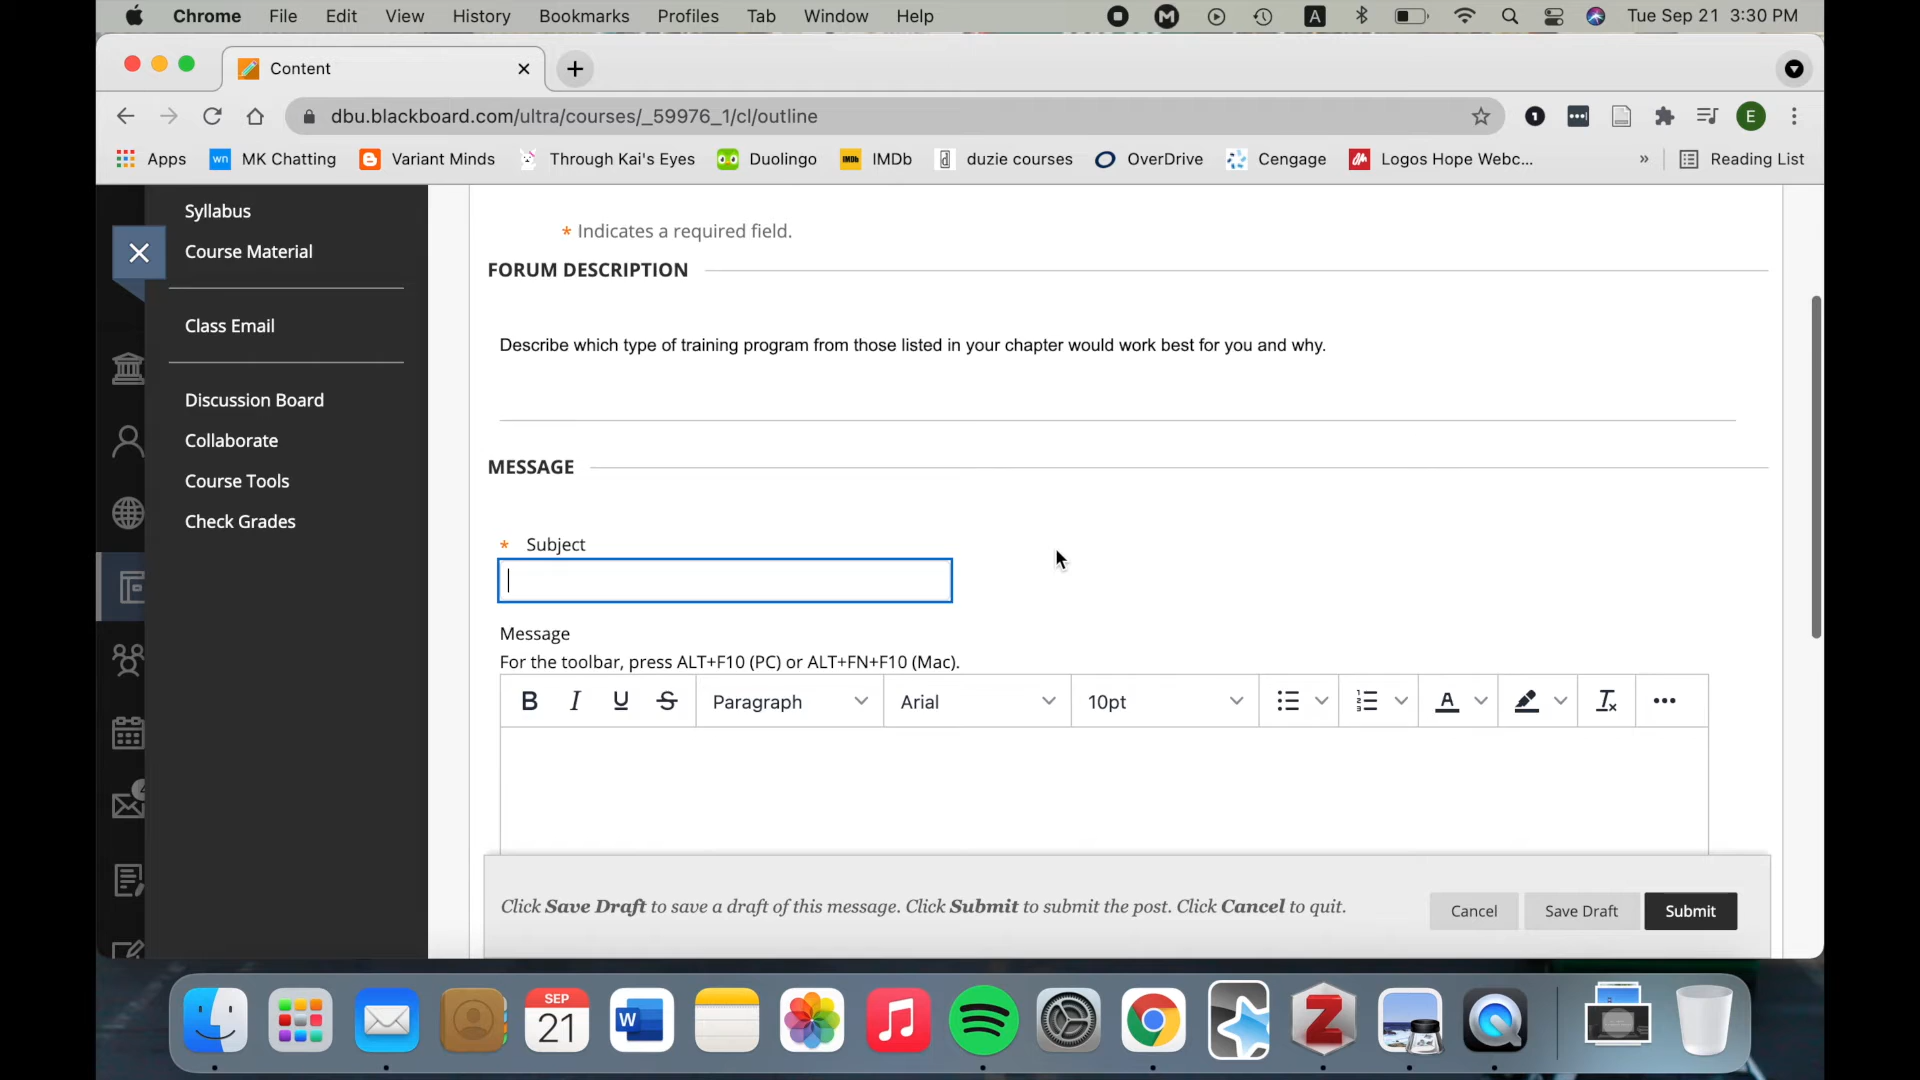 Chrome File Edit View History Bookmarks Profiles Tab Window Help A Tue Sep 21 3:30 PM
Content
dbu.blackboard.com/ultra/courses/_59976_1/cl/outline E
Apps wn MK Chatting Variant Minds Through Kai's Eyes Duolingo IMDb IMDb d duzie courses OverDrive Cengage Logos Hope Webc... » Reading List
Syllabus
Course Material
Class Email
Discussion Board
Collaborate
Course Tools
Check Grades
* Indicates a required field.
FORUM DESCRIPTION
Describe which type of training program from those listed in your chapter would work best for you and why.
MESSAGE
* Subject
Message
For the toolbar, press ALT+F10 (PC) or ALT+FN+F10 (Mac).
B I U S Paragraph Arial 10pt A
Click Save Draft to save a draft of this message. Click Submit to submit the post. Click Cancel to quit. Cancel Save Draft Submit
SEP
21
W
Z